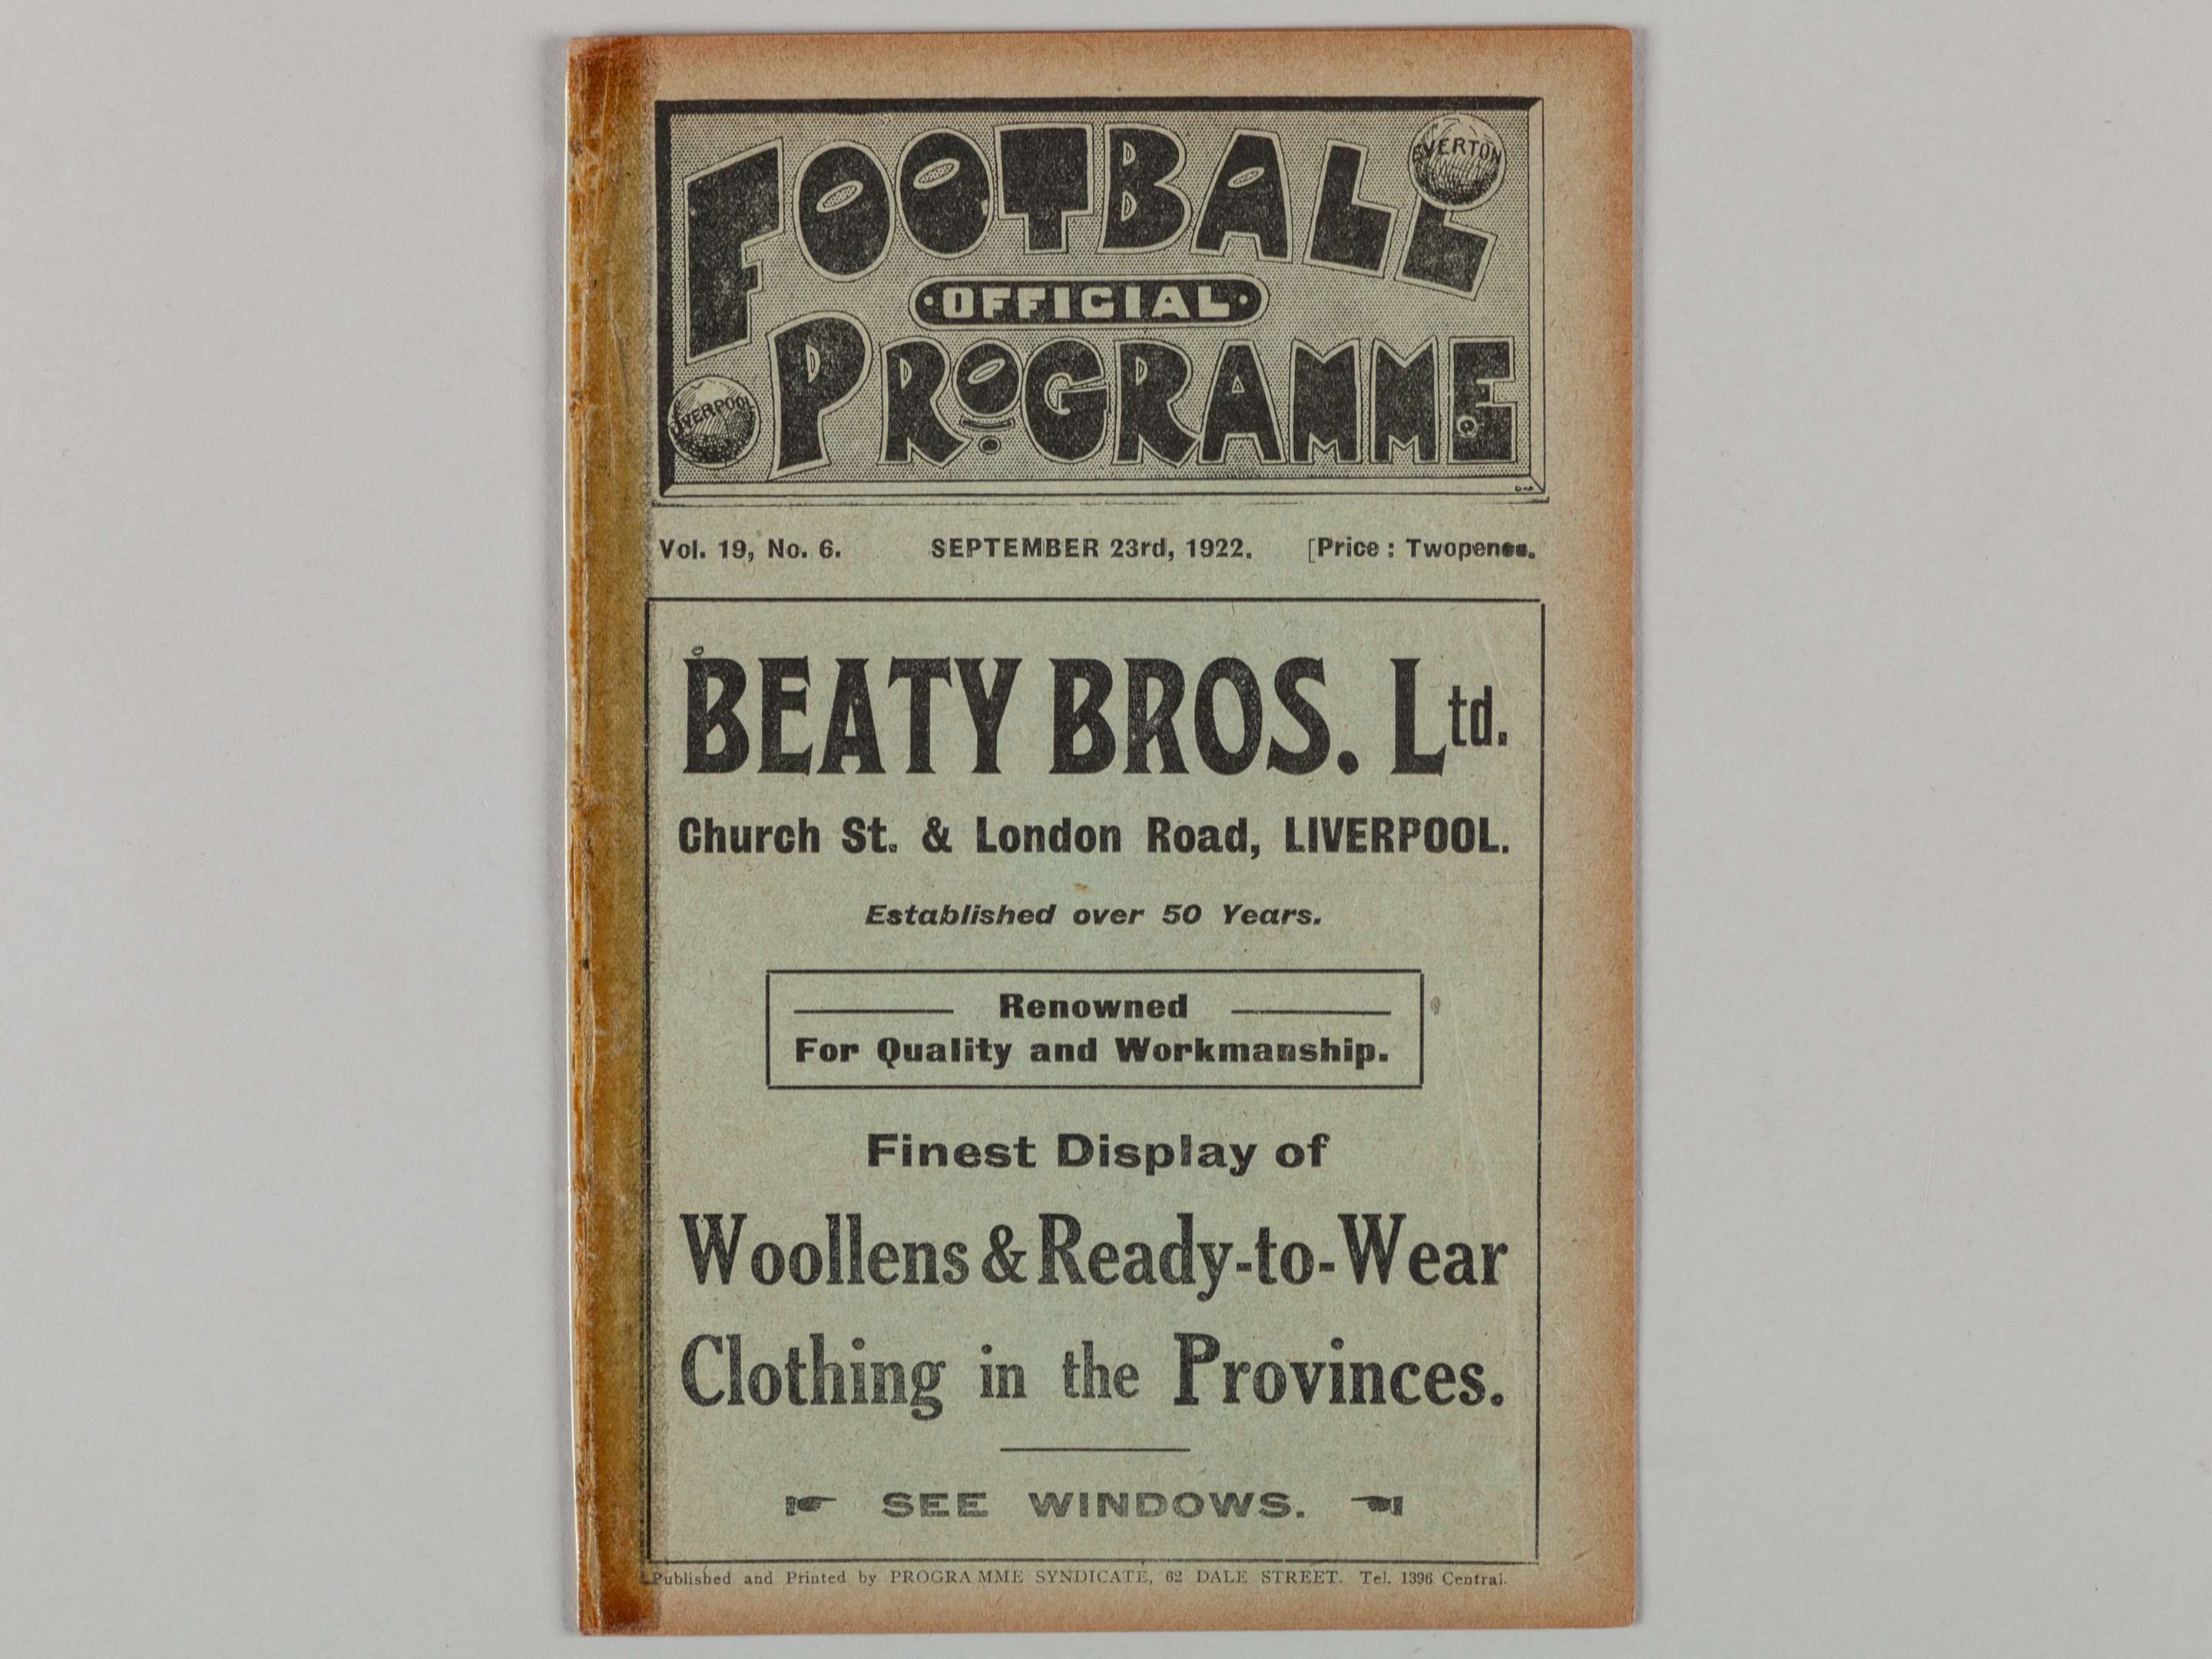 FOOTBALL
EVERTON
·OFFICIAL·
PROGRAMME
LIVERPOOL
Vol. 19, No. 6. SEPTEMBER 23rd, 1922. [Price : Twopence.
BEATY BROS. Ltd.
Church St. & London Road, LIVERPOOL.
Established over 50 Years.
Renowned
For Quality and Workmanship.
Finest Display of
Woollens & Ready-to-Wear
Clothing in the Provinces.
☛ SEE WINDOWS. ☚
Published and Printed by PROGRAMME SYNDICATE, 62 DALE STREET. Tel. 1396 Central.